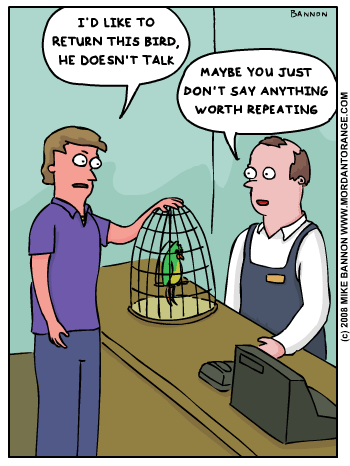 BANNON
I'D LIKE TO
RETURN THIS BIRD,
HE DOESN'T TALK
MAYBE YOU JUST
DON'T SAY ANYTHING
WORTH REPEATING
(c) 2008 MIKE BANNON WWW.MORDANTORANGE.COM